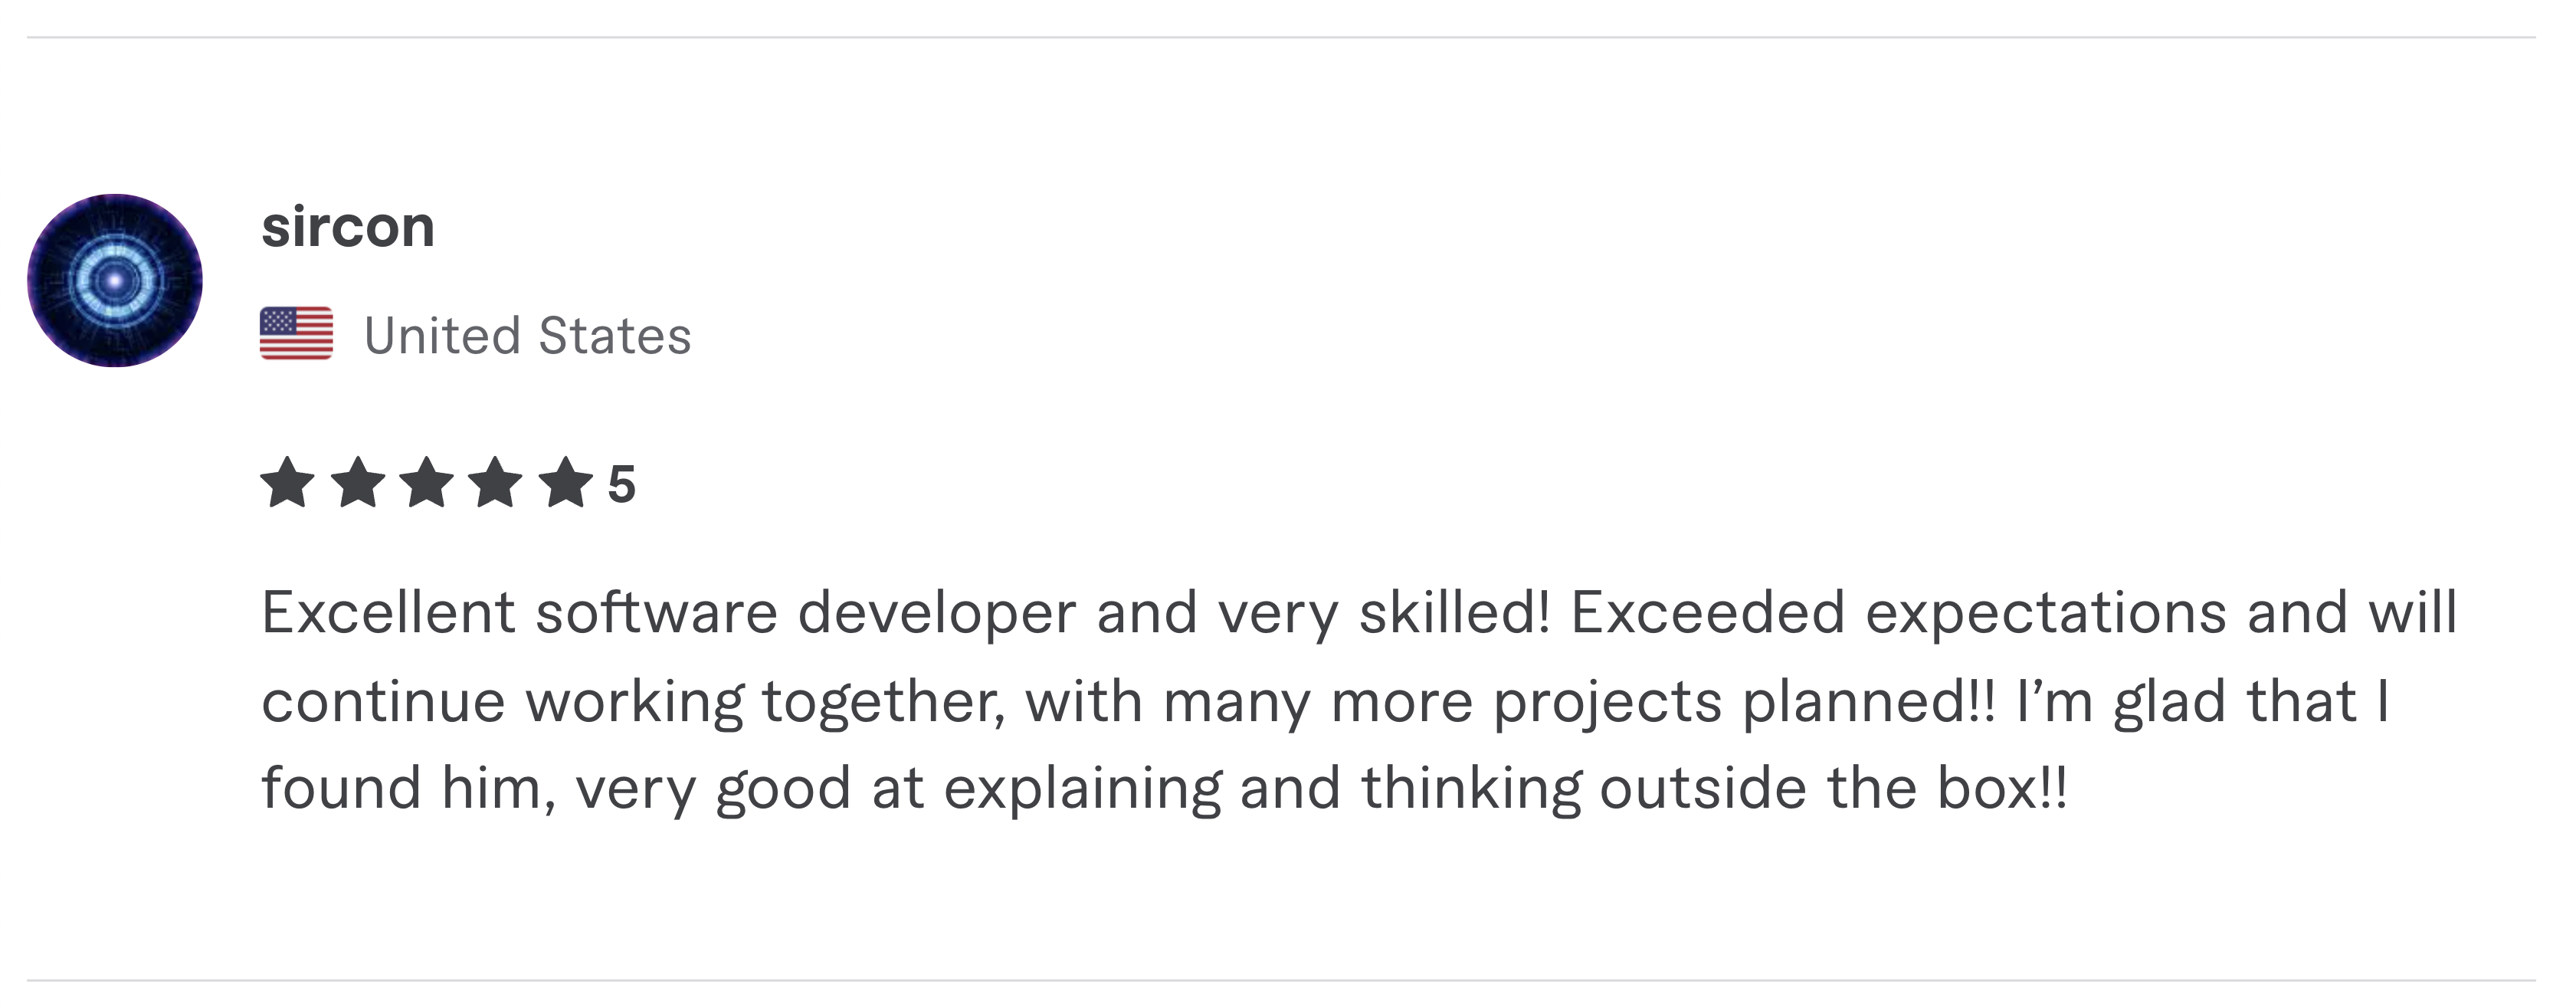 sircon
United States
5
Excellent software developer and very skilled! Exceeded expectations and will
continue working together, with many more projects planned!! I’m glad that I
found him, very good at explaining and thinking outside the box!!